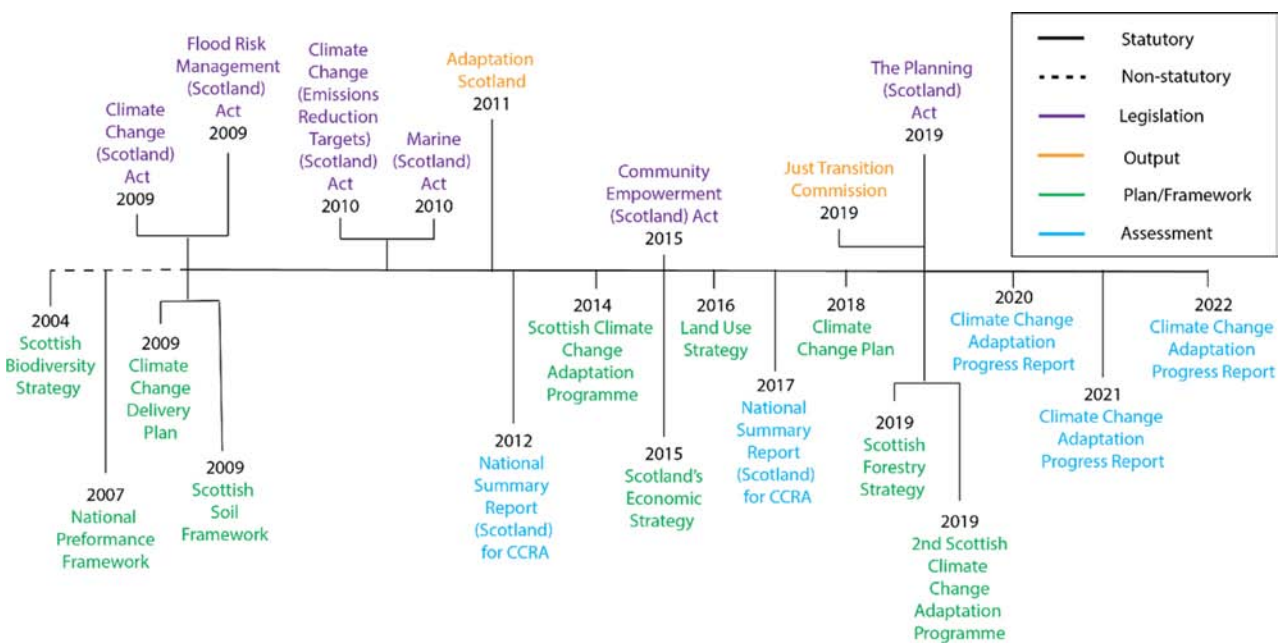 Climate
Change
(Scotland)
Act
2009
Flood Risk
Management
(Scotland)
Act
2009
Climate
Change
(Emissions
Reduction
Targets)
(Scotland)
Act
2010
Marine
(Scotland)
Act
2010
Adaptation
Scotland
2011
Community
Empowerment
(Scotland) Act
2015
Just Transition
Commission
2019
The Planning
(Scotland)
Act
2019
Statutory
Non-statutory
Legislation
Output
Plan/Framework
Assessment
2004
Scottish
Biodiversity
Strategy
2007
National
Preformance
Framework
2009
Climate
Change
Delivery
Plan
2009
Scottish
Soil
Framework
2012
National
Summary
Report
(Scotland)
for CCRA
2014
Scottish Climate
Change
Adaptation
Programme
2015
Scotland's
Economic
Strategy
2016
Land Use
Strategy
2017
National
Summary
Report
(Scotland)
for CCRA
2018
Climate
Change Plan
2019
Scottish
Forestry
Strategy
2019
2nd Scottish
Climate
Change
Adaptation
Programme
2020
Climate Change
Adaptation
Progress Report
2021
Climate Change
Adaptation
Progress Report
2022
Climate Change
Adaptation
Progress Report